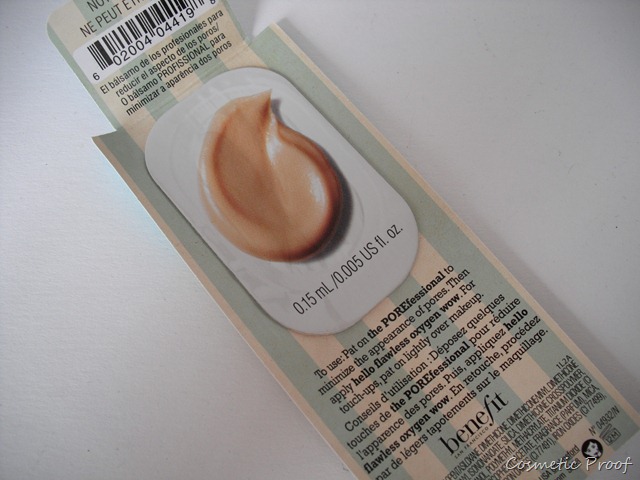 NE PEUT ÊT
6 02004 04419 8
El bálsamo de los profesionales para
reducir el aspecto de los poros/
O bálsamo PROFISSIONAL para
minimizar a aparência dos poros
0.15 mL/0.005 US fl. oz.
To use: Pat on the POREfessional to
minimize the appearance of pores. Then
apply hello flawless oxygen wow. For
touch-ups, pat on lightly over makeup.
Conseils d'utilisation : Déposez quelques
touches de the POREfessional pour réduire
l'apparence des pores. Puis, appliquez hello
flawless oxygen wow. En retouche, procédez
par de légers tapotements sur le maquillage.
benefit
SAN FRANCISCO
Cosmetic Proof